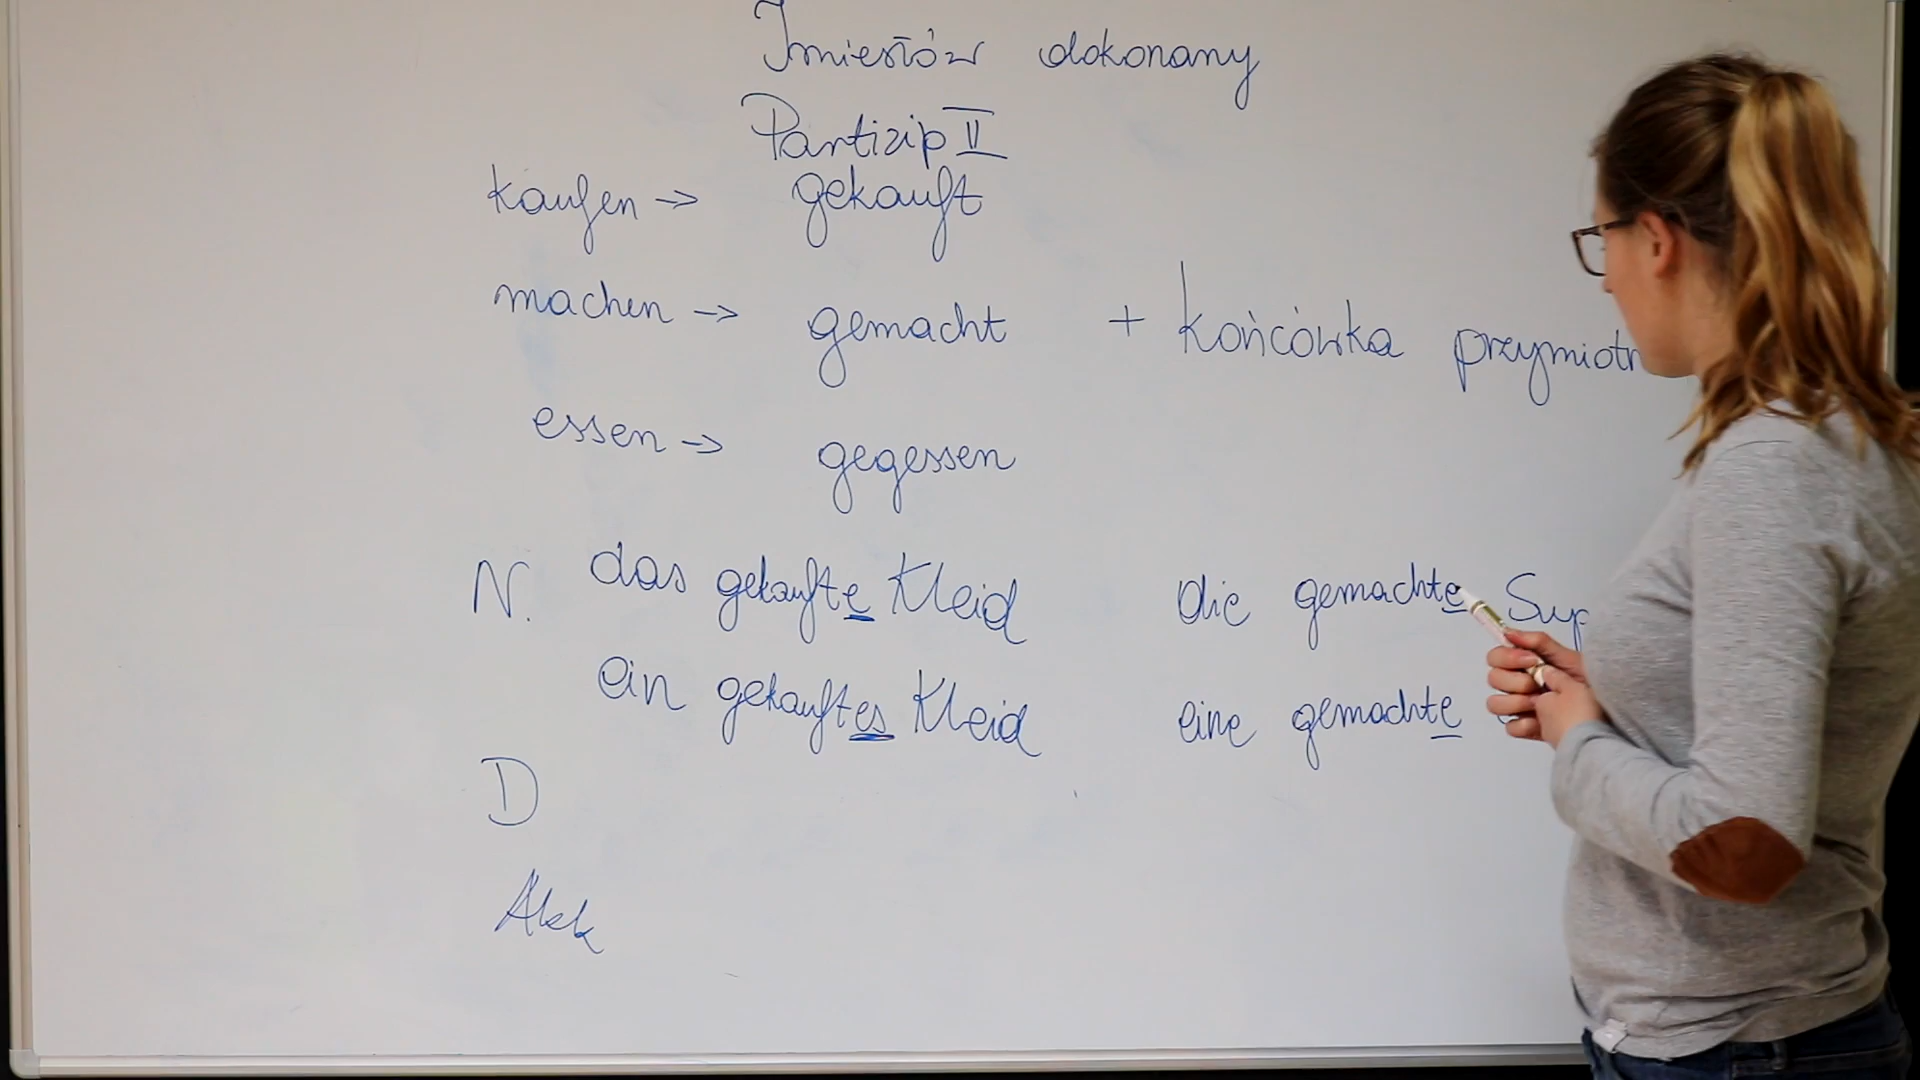 Imiesłów dokonany
Partizip II
kaufen → gekauft
machen → gemacht + końcówka przymiotn
essen → gegessen
N. das gekaufte Kleid die gemachte Sup
ein gekauftes Kleid eine gemachte
D
Akk